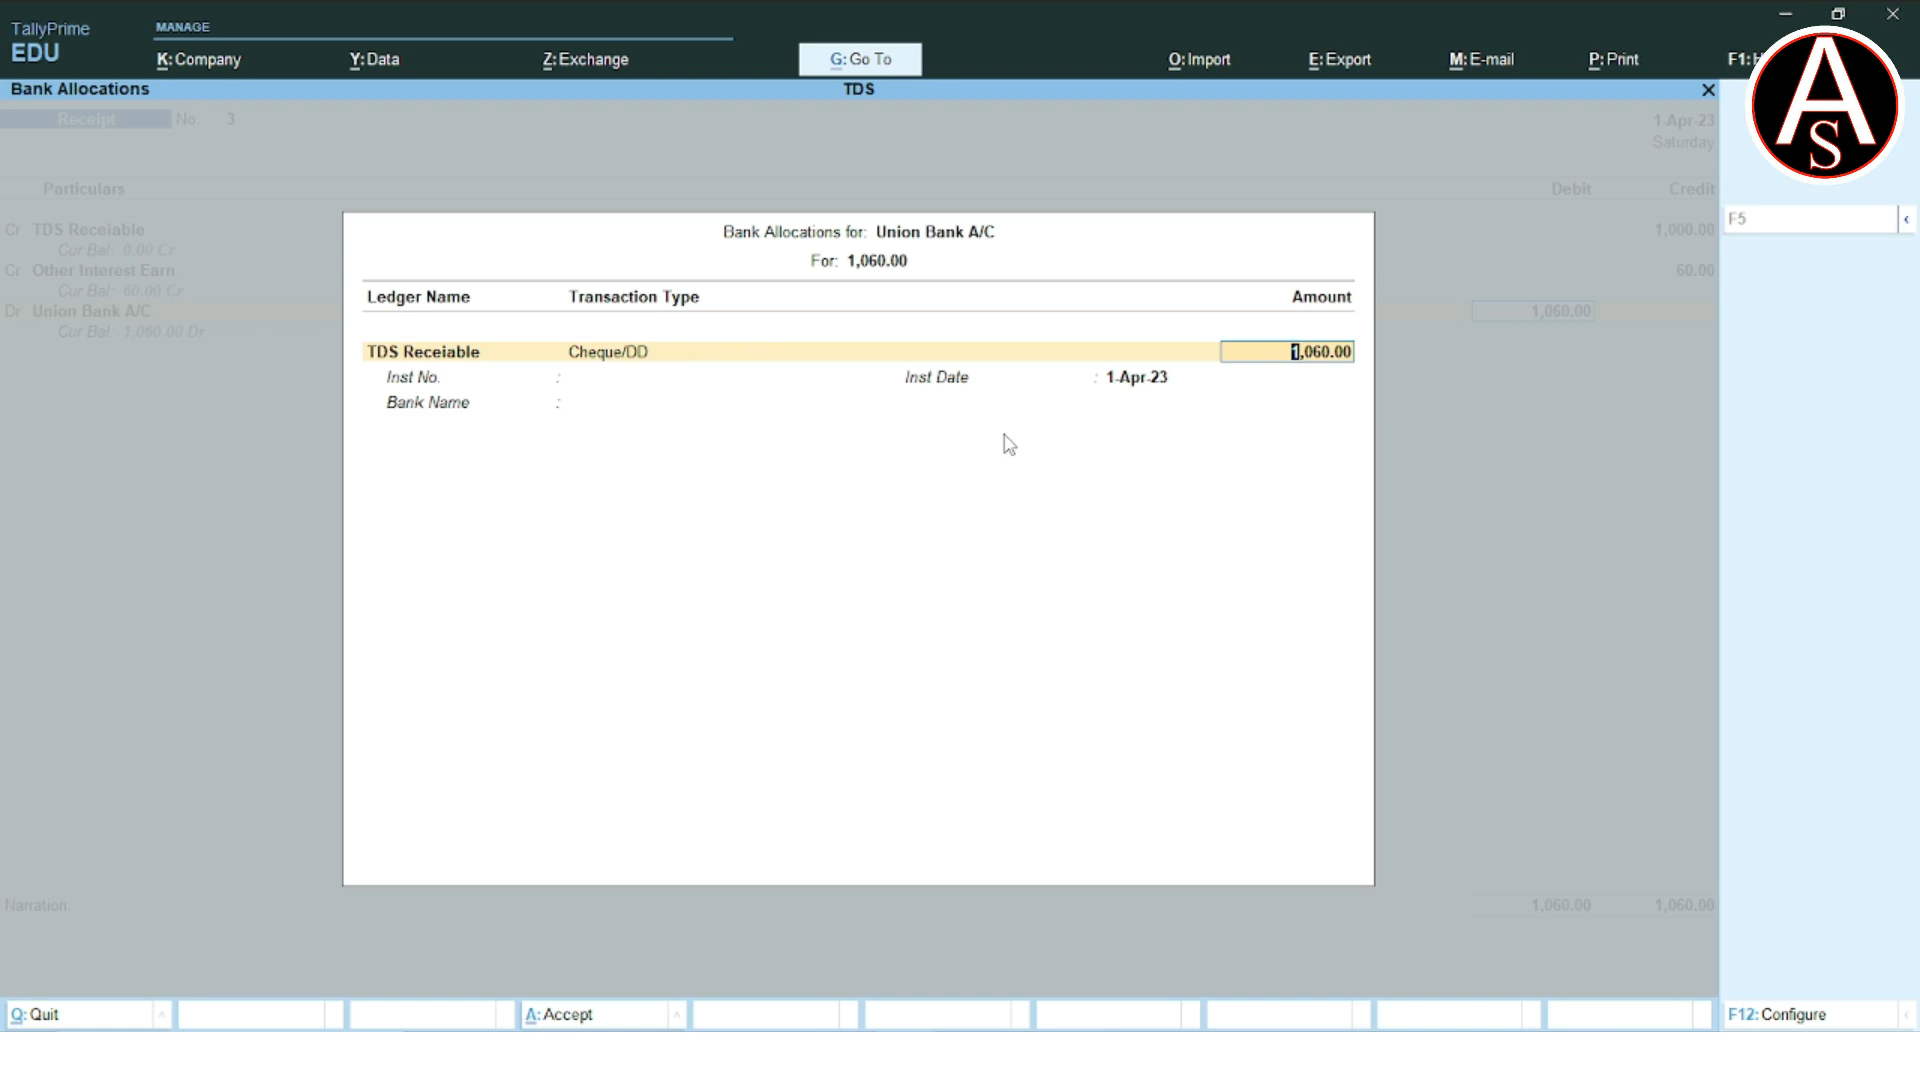 TallyPrime
EDU
MANAGE
K: Company
Y: Data
Z: Exchange
G: Go To
O: Import
E: Export
M: E-mail
P: Print
F1:
A
S
Bank Allocations
TDS
Receipt No. 3
1-Apr-23
Saturday
Particulars
Debit
Credit
Cr TDS Receiable
1,000.00
Cur Bal: 0.00 Cr
Cr Other Interest Earn
60.00
Cur Bal: 60.00 Cr
Dr Union Bank A/C
1,060.00
Cur Bal: 1,060.00 Dr
F5
Bank Allocations for: Union Bank A/C
For: 1,060.00
Ledger Name Transaction Type Amount
TDS Receiable Cheque/DD 1,060.00
Inst No. : Inst Date : 1-Apr-23
Bank Name :
Narration:
1,060.00 1,060.00
Q: Quit
A: Accept
F12: Configure